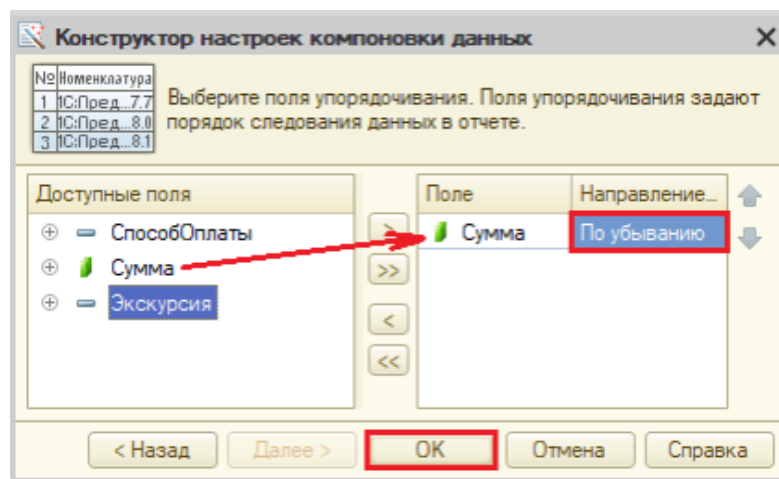 Конструктор настроек компоновки данных
№ Номенклатура
1 1С:Пред...7.7
2 1С:Пред...8.0
3 1С:Пред...8.1
Выберите поля упорядочивания. Поля упорядочивания задают
порядок следования данных в отчете.
Доступные поля
СпособОплаты
Сумма
Экскурсия
>
>>
<
<<
Поле Направление...
Сумма По убыванию
< Назад Далее > ОК Отмена Справка